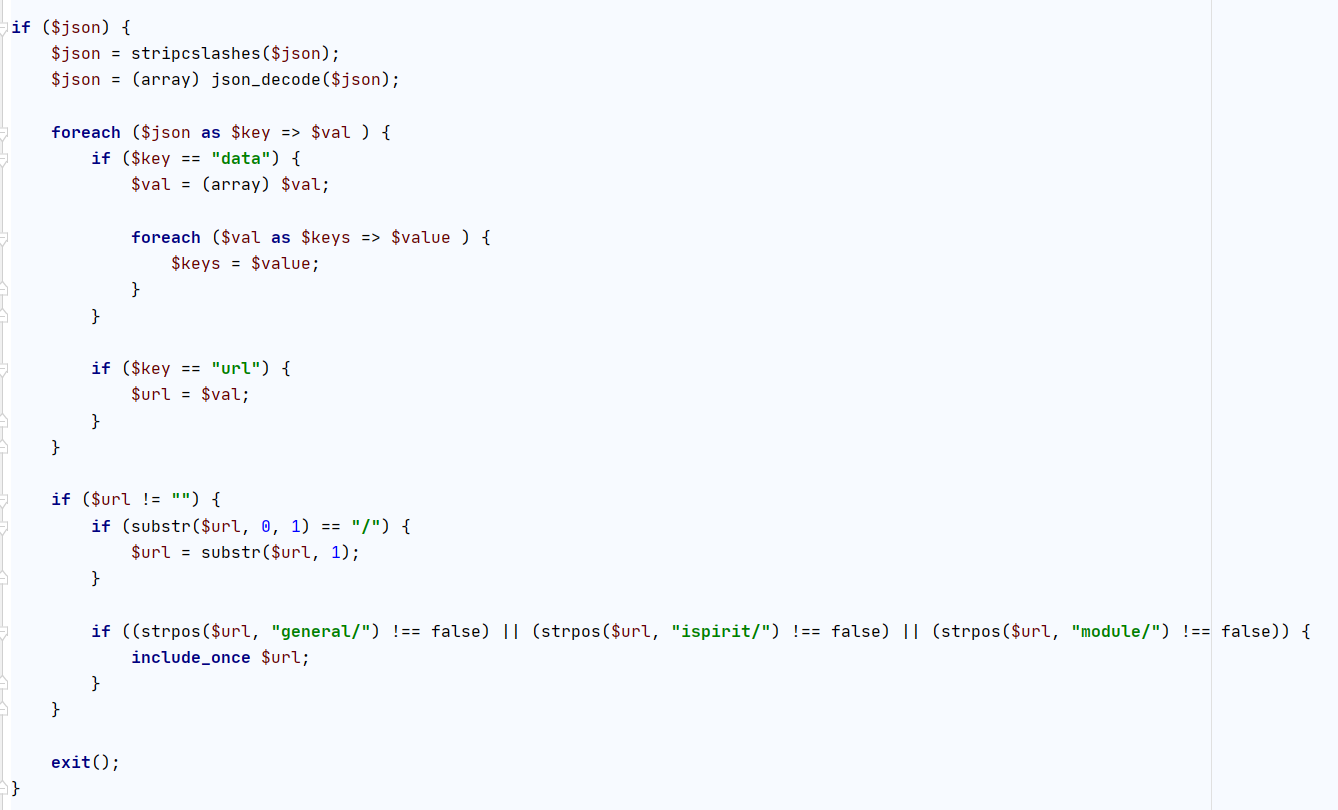 if ($json) {
    $json = stripcslashes($json);
    $json = (array) json_decode($json);

    foreach ($json as $key => $val ) {
        if ($key == "data") {
            $val = (array) $val;

            foreach ($val as $keys => $value ) {
                $keys = $value;
            }
        }

        if ($key == "url") {
            $url = $val;
        }
    }

    if ($url != "") {
        if (substr($url, 0, 1) == "/") {
            $url = substr($url, 1);
        }

        if ((strpos($url, "general/") !== false) || (strpos($url, "ispirit/") !== false) || (strpos($url, "module/") !== false)) {
            include_once $url;
        }
    }

    exit();
}